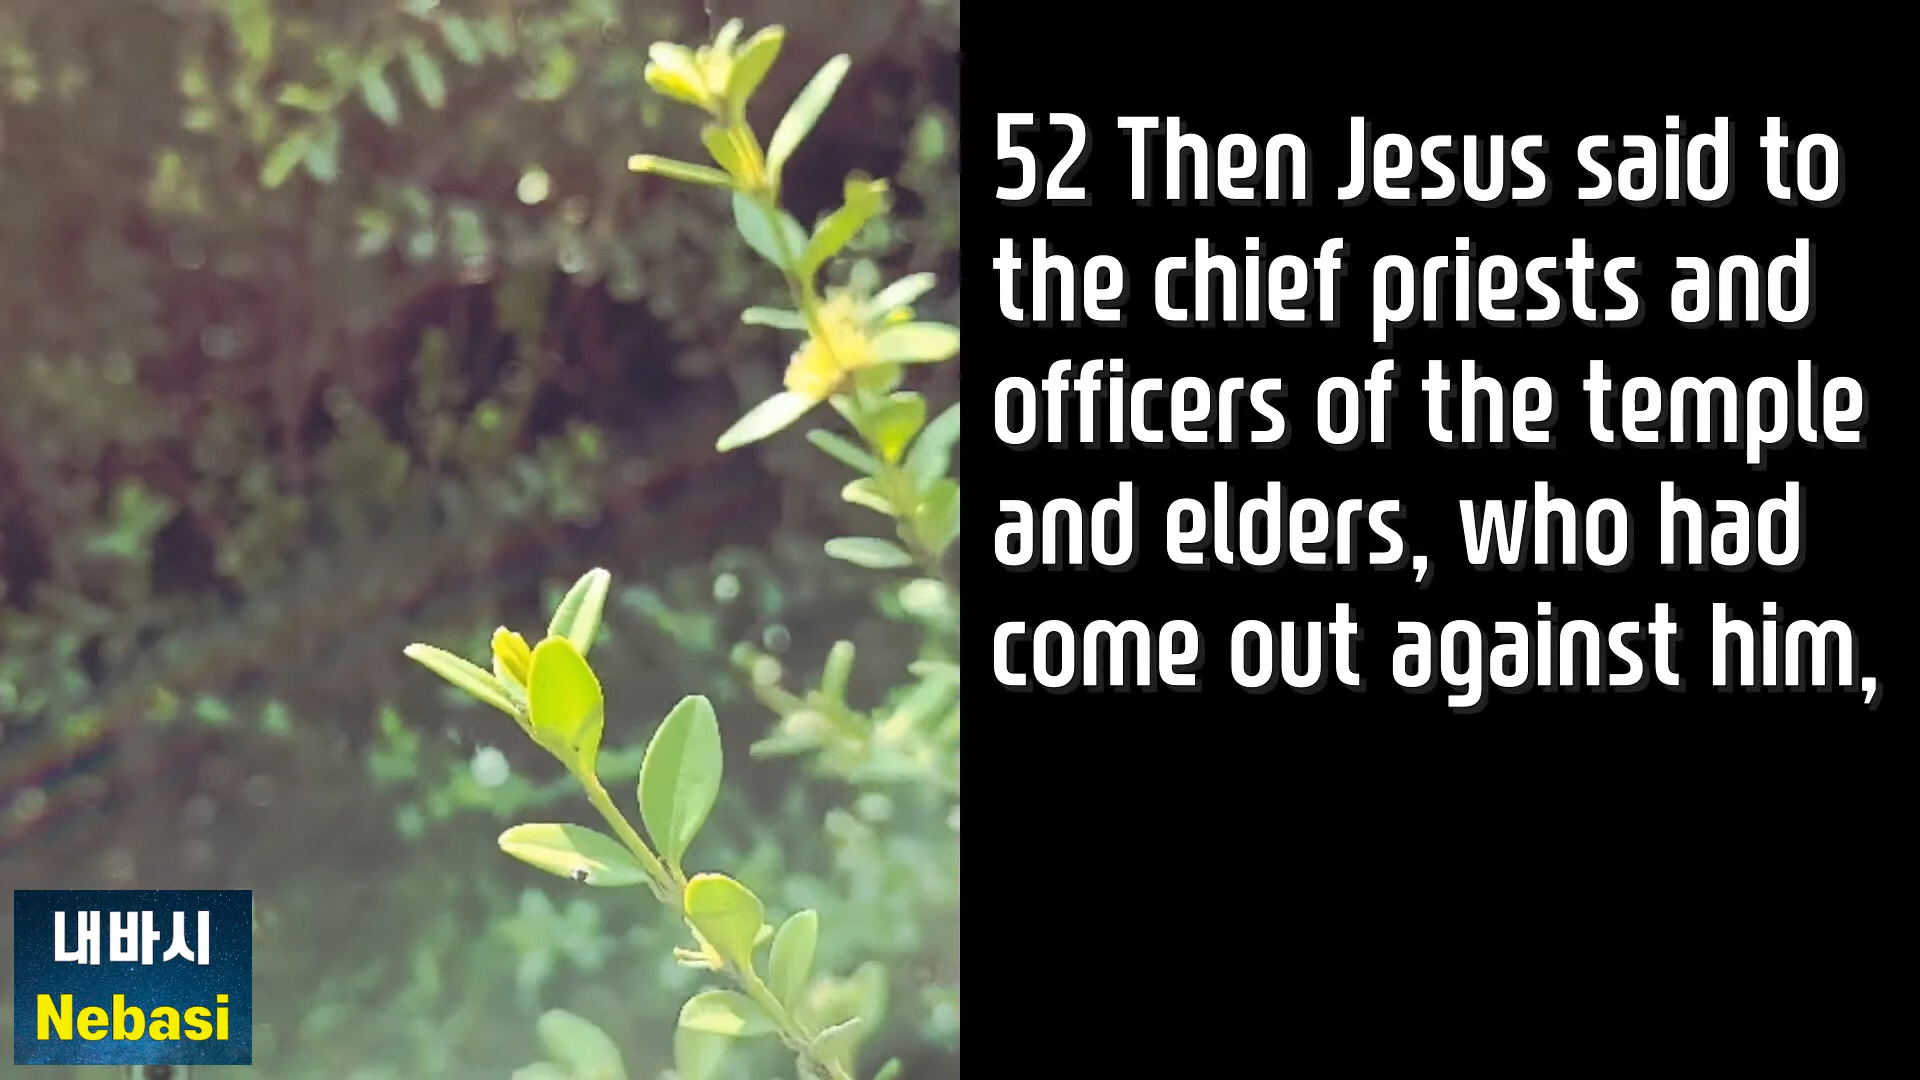 52 Then Jesus said to
the chief priests and
officers of the temple
and elders, who had
come out against him,
내바시
Nebasi